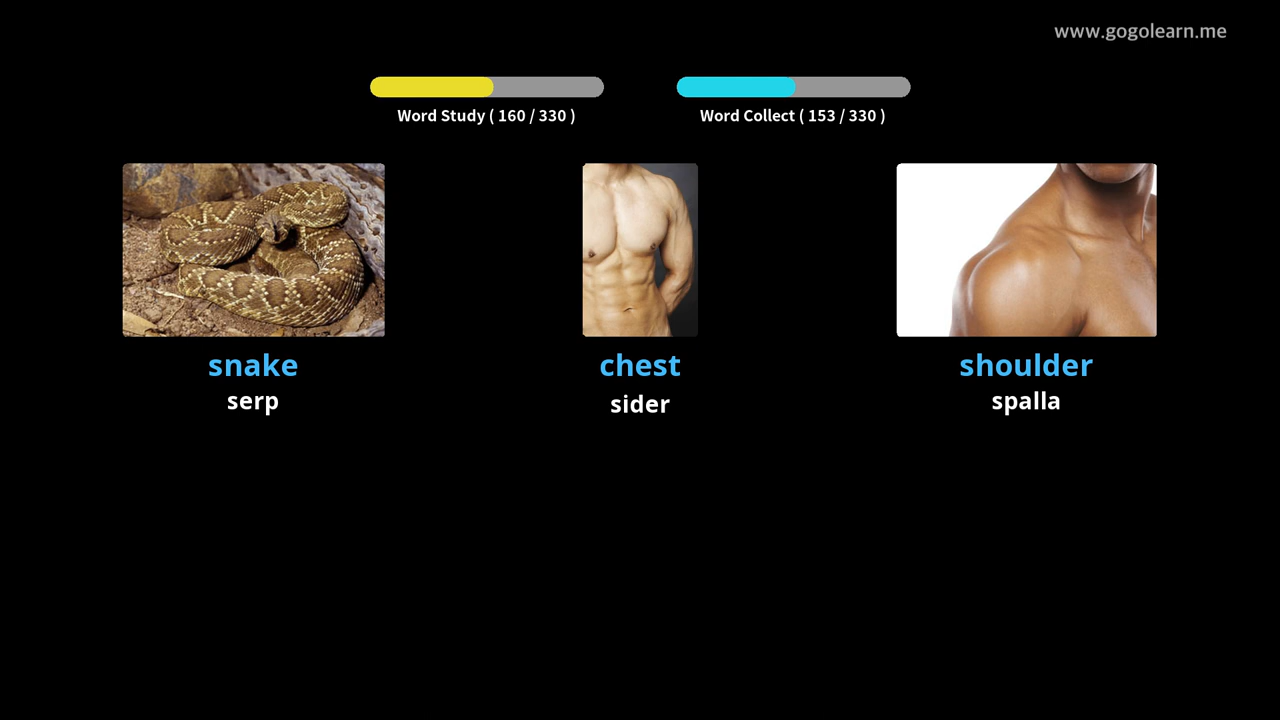 www.gogolearn.me
Word Study ( 160 / 330 )
Word Collect ( 153 / 330 )
snake
serp
chest
sider
shoulder
spalla